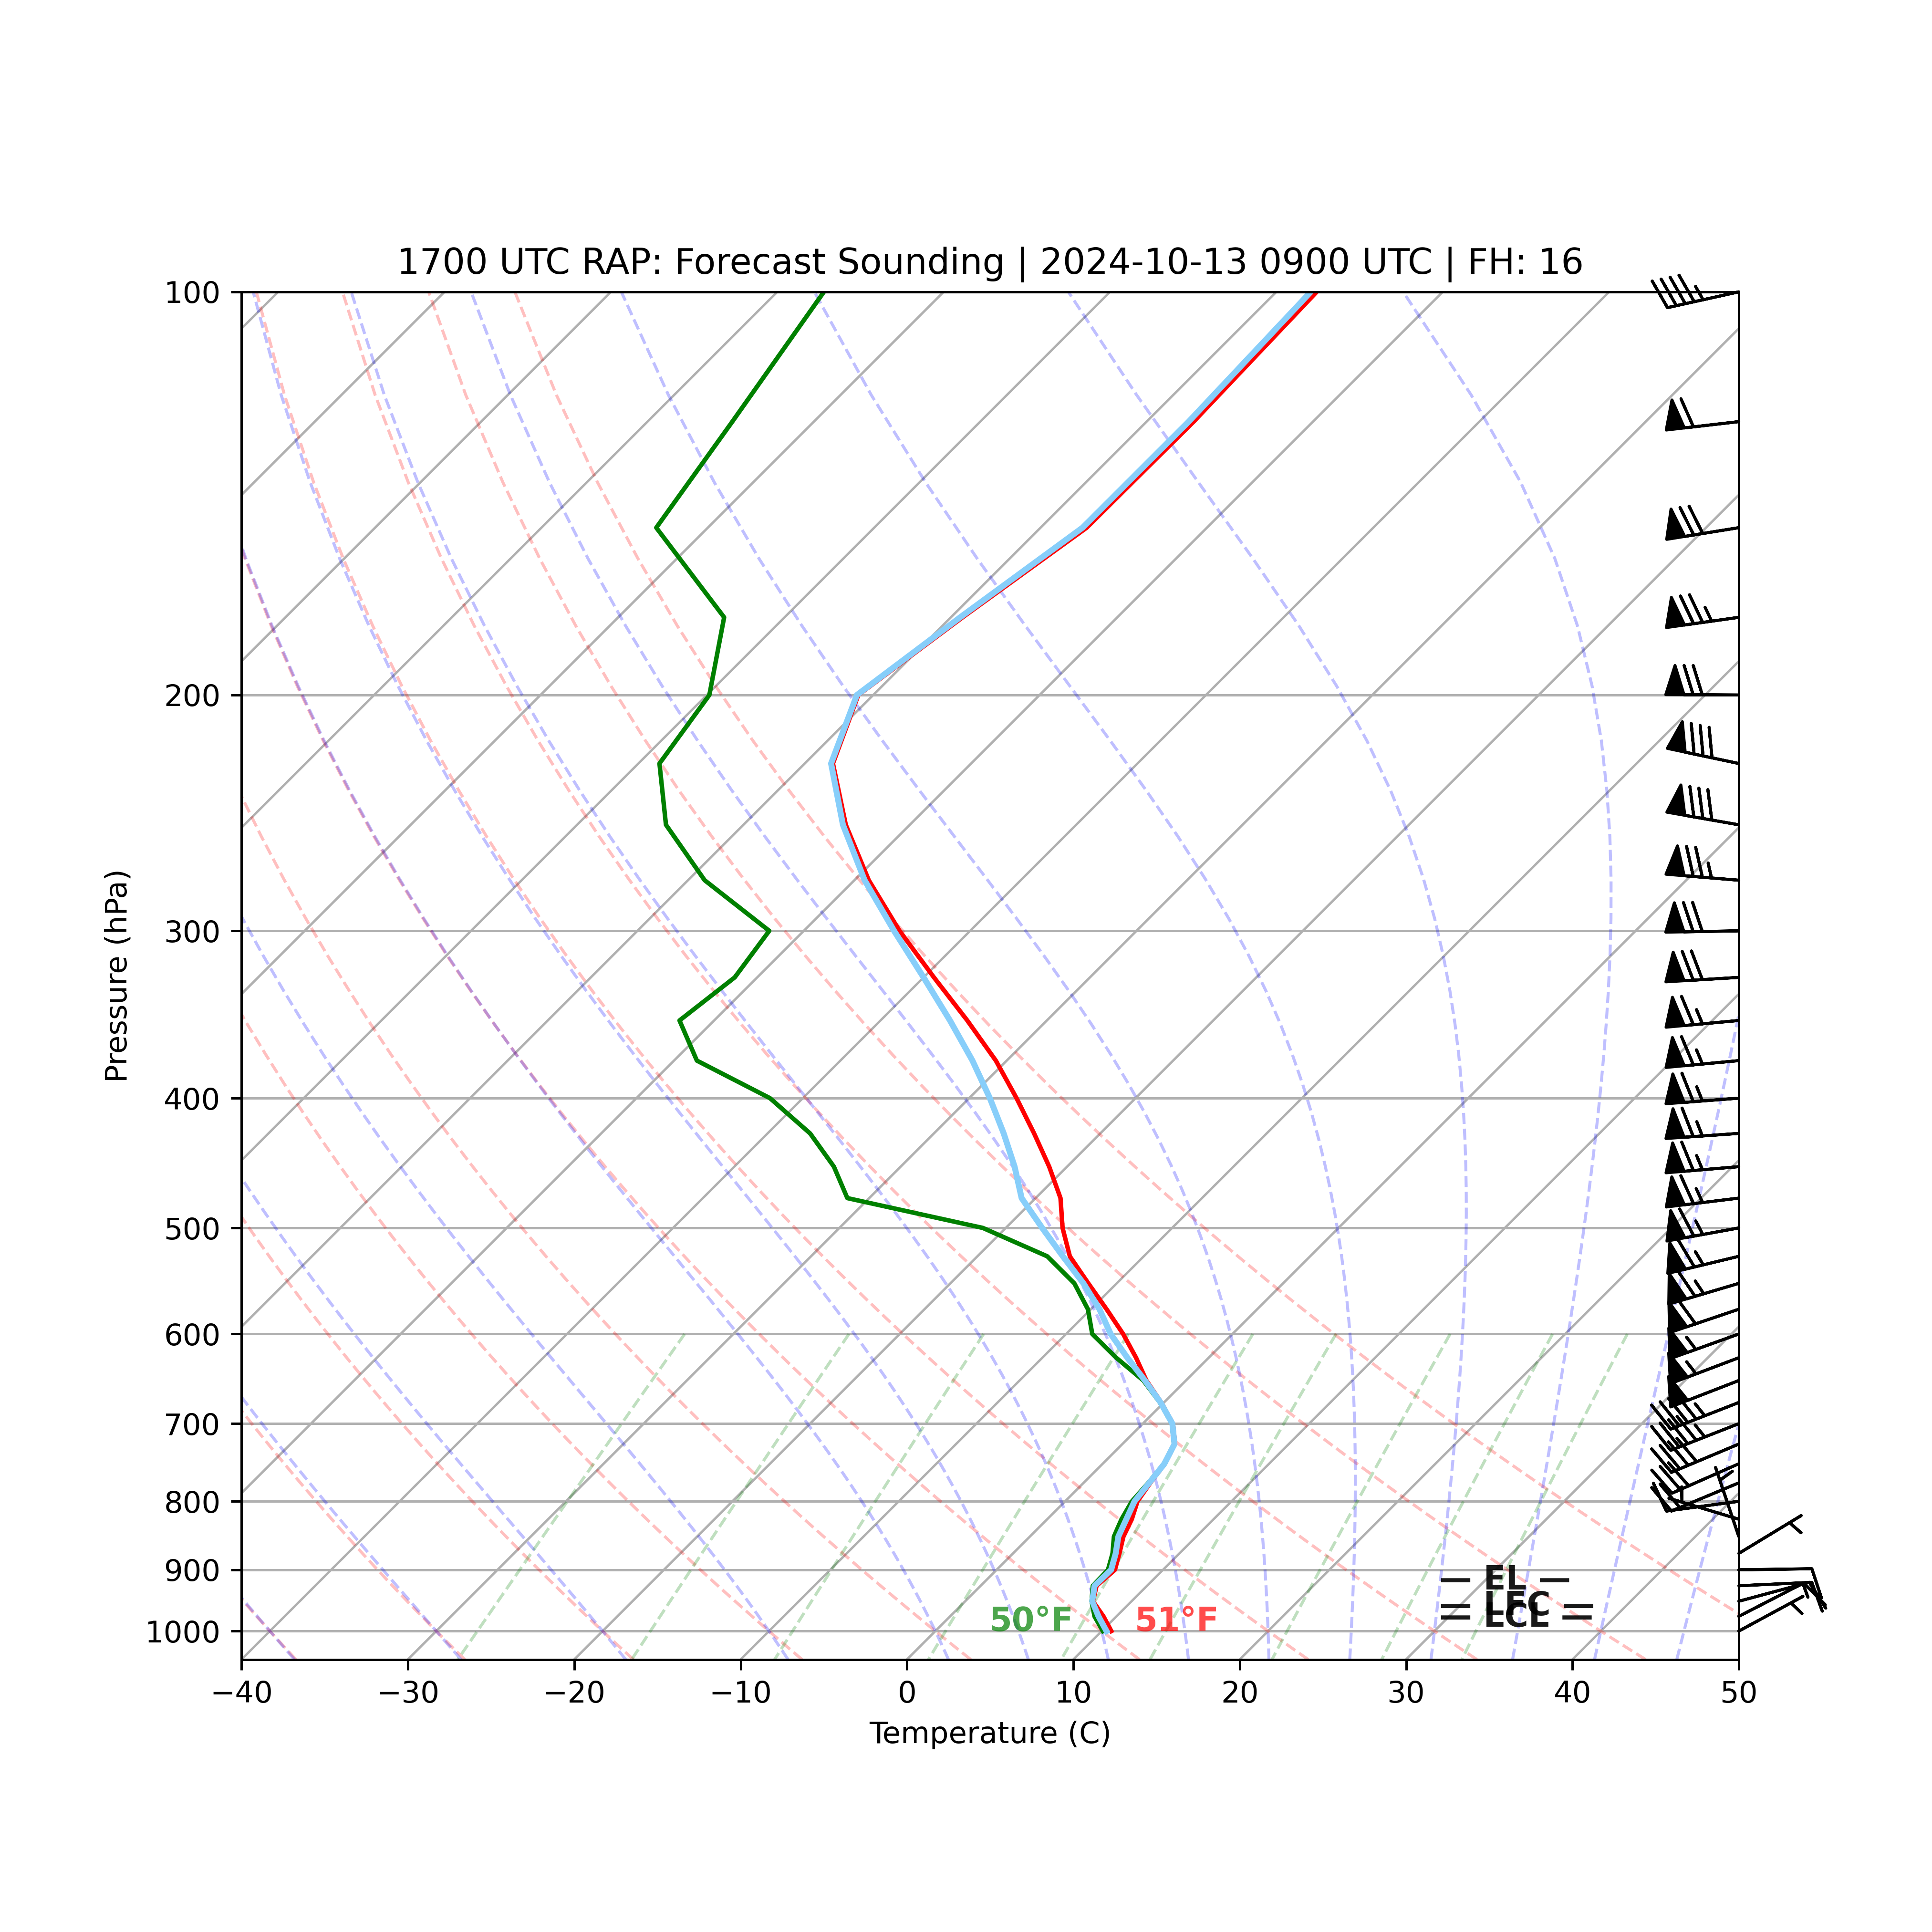 1700 UTC RAP: Forecast Sounding | 2024-10-13 0900 UTC | FH: 16
100
200
300
400
500
600
700
800
900
1000
Pressure (hPa)
— EL —
— LFC —
— LCL —
50°F
51°F
−40 −30 −20 −10 0 10 20 30 40 50
Temperature (C)